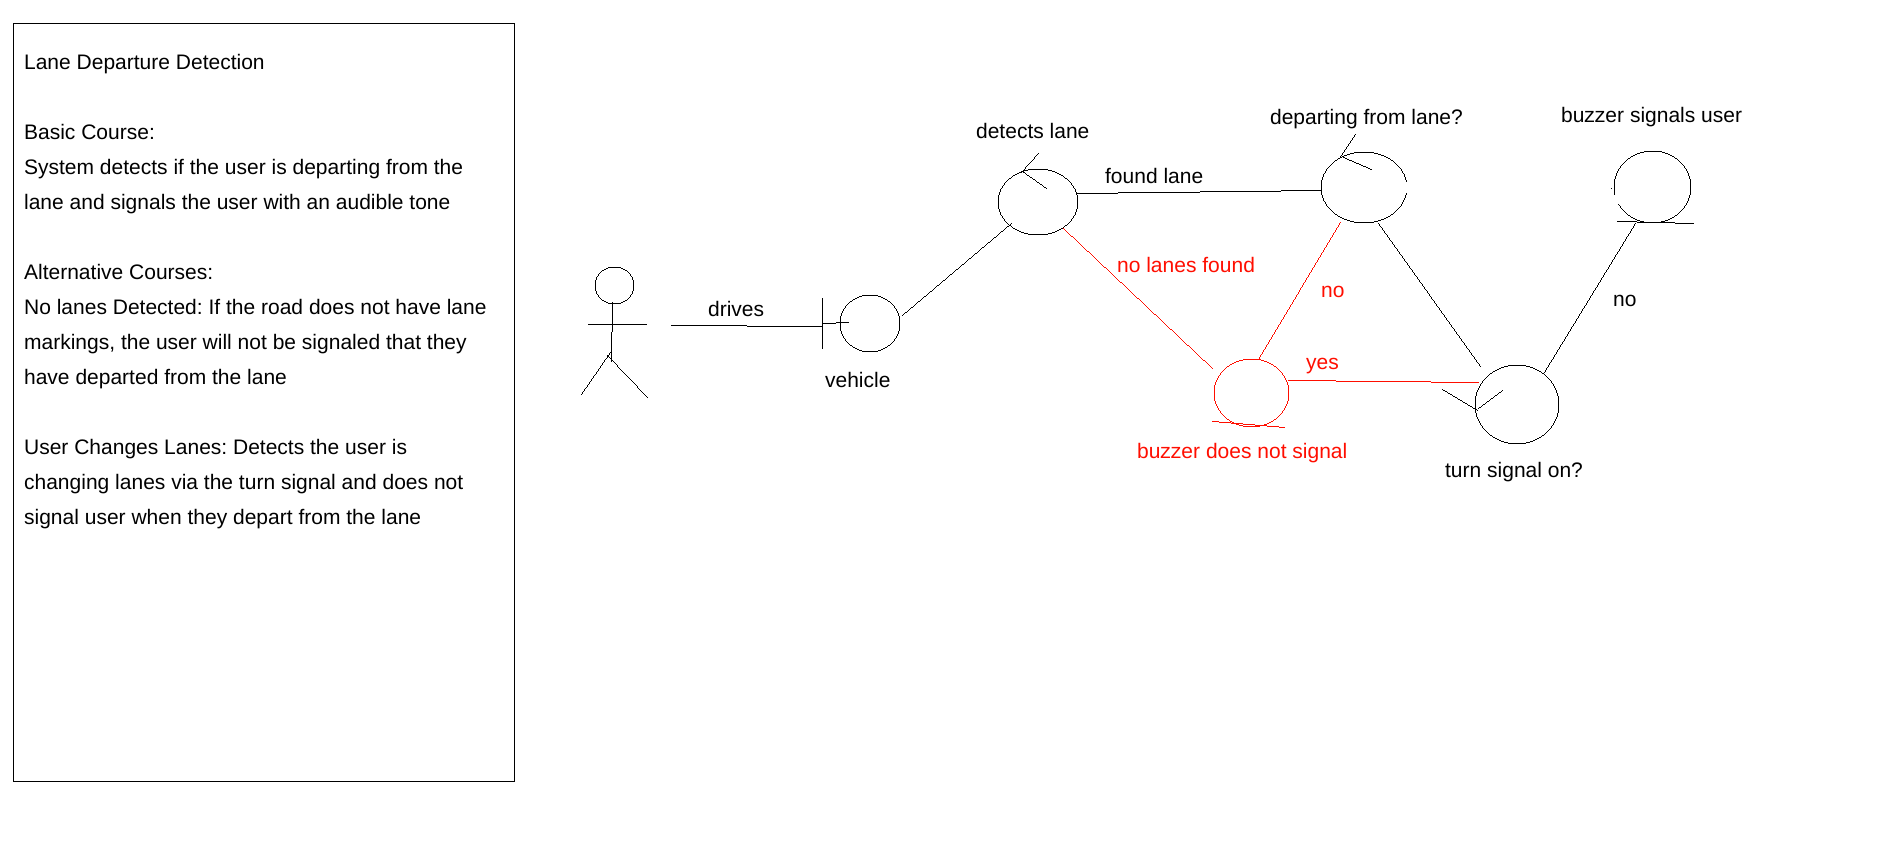 Lane Departure Detection
Basic Course:
System detects if the user is departing from the
lane and signals the user with an audible tone
Alternative Courses:
No lanes Detected: If the road does not have lane
markings, the user will not be signaled that they
have departed from the lane
User Changes Lanes: Detects the user is
changing lanes via the turn signal and does not
signal user when they depart from the lane
drives
vehicle
detects lane
found lane
departing from lane?
buzzer signals user
no lanes found
no
yes
no
buzzer does not signal
turn signal on?